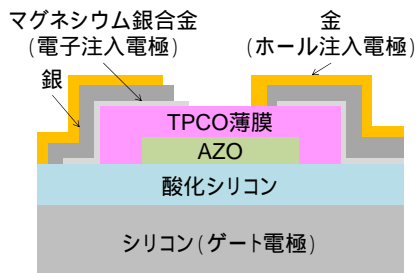 マグネシウム銀合金
(電子注入電極)
金
(ホール注入電極)
銀
TPCO薄膜
AZO
酸化シリコン
シリコン(ゲート電極)